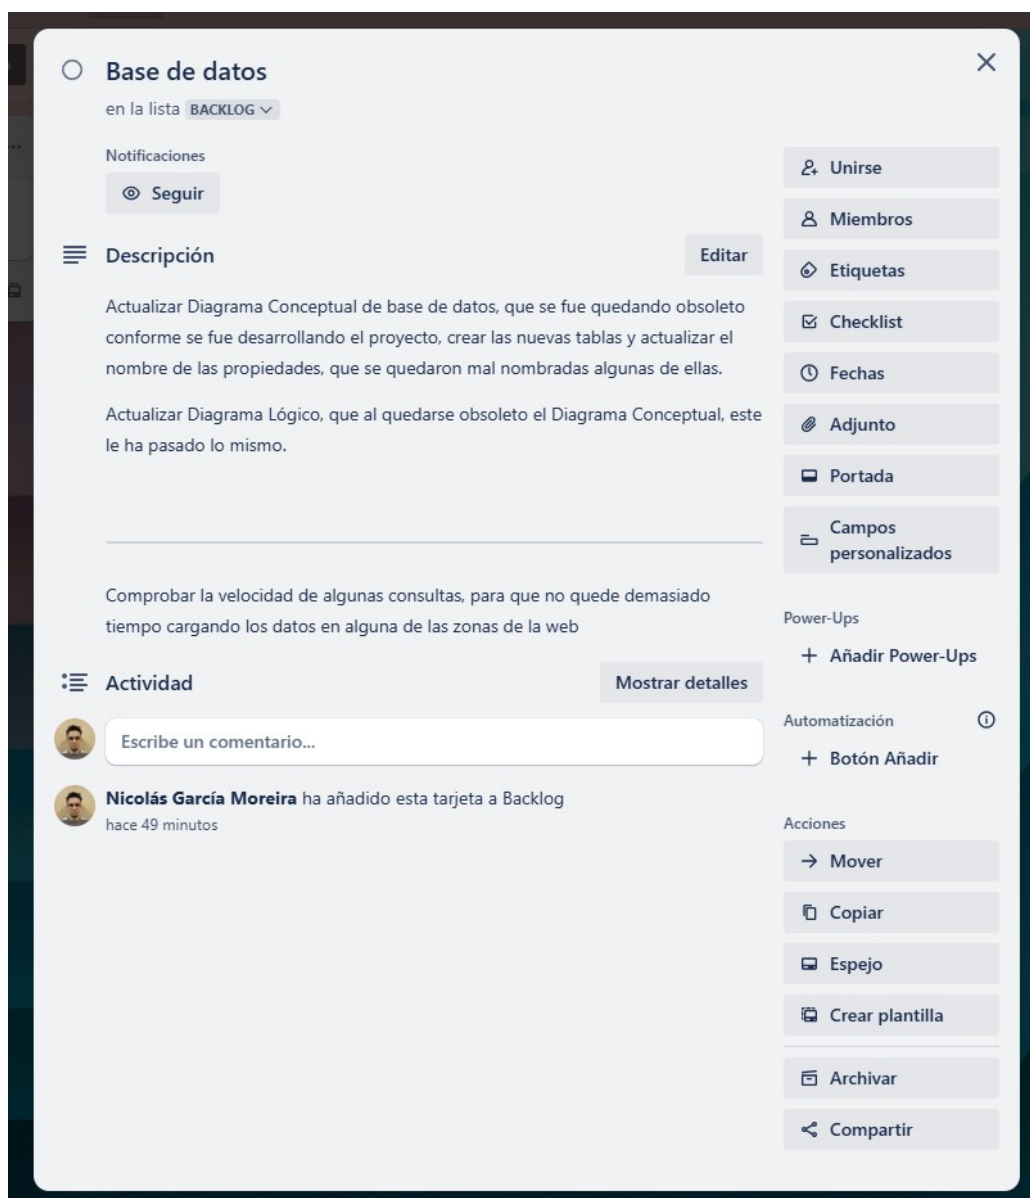 Base de datos
en la lista BACKLOG
Notificaciones
Seguir
Descripción
Editar
Actualizar Diagrama Conceptual de base de datos, que se fue quedando obsoleto
conforme se fue desarrollando el proyecto, crear las nuevas tablas y actualizar el
nombre de las propiedades, que se quedaron mal nombradas algunas de ellas.
Actualizar Diagrama Lógico, que al quedarse obsoleto el Diagrama Conceptual, este
le ha pasado lo mismo.
Comprobar la velocidad de algunas consultas, para que no quede demasiado
tiempo cargando los datos en alguna de las zonas de la web
Actividad
Mostrar detalles
Escribe un comentario...
Nicolás García Moreira ha añadido esta tarjeta a Backlog
hace 49 minutos
Unirse
Miembros
Etiquetas
Checklist
Fechas
Adjunto
Portada
Campos
personalizados
Power-Ups
Añadir Power-Ups
Automatización
Botón Añadir
Acciones
Mover
Copiar
Espejo
Crear plantilla
Archivar
Compartir